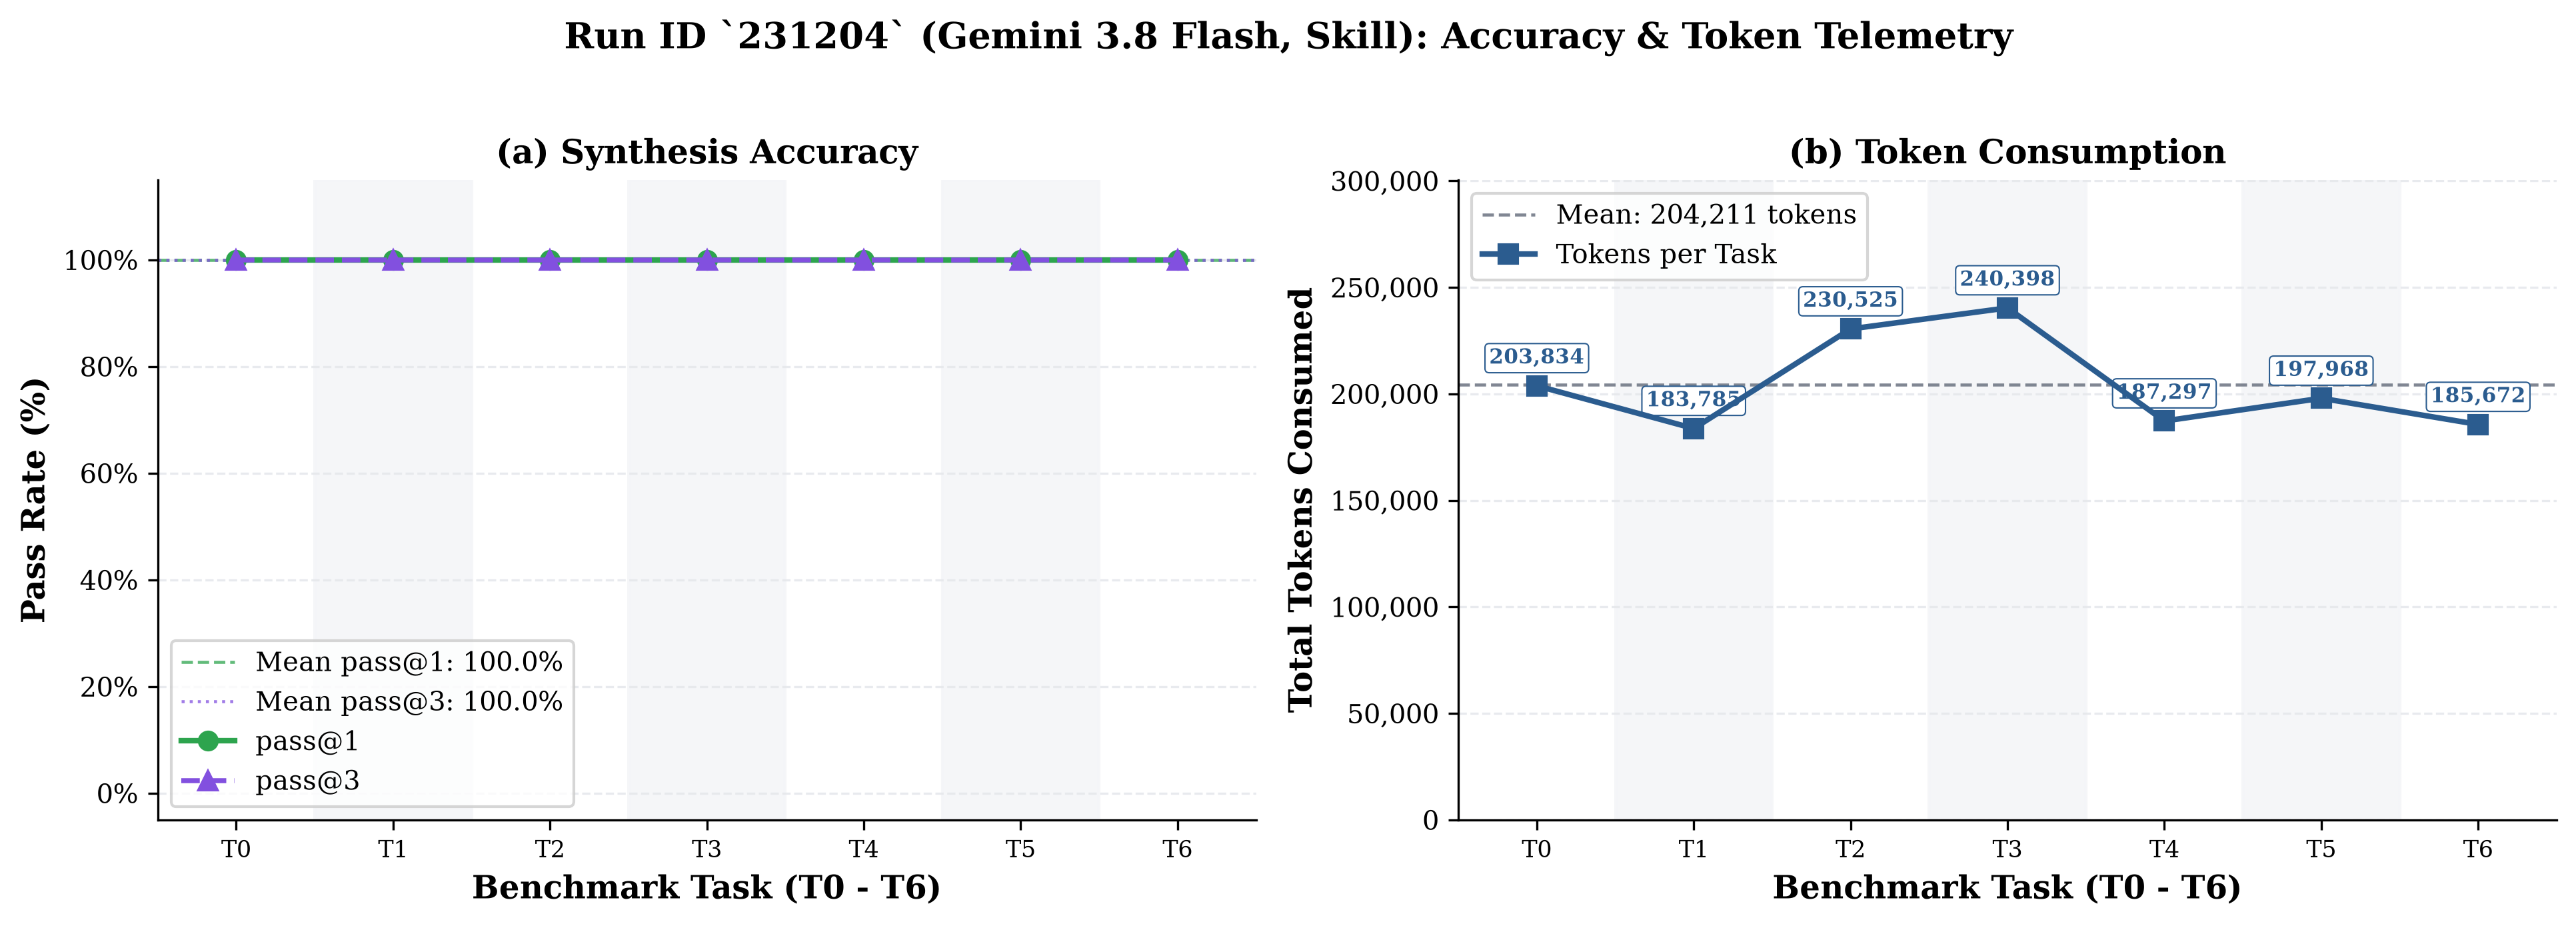 Run ID `231204` (Gemini 3.8 Flash, Skill): Accuracy & Token Telemetry
(a) Synthesis Accuracy
Pass Rate (%)
100%
80%
60%
40%
20%
0%
Mean pass@1: 100.0%
Mean pass@3: 100.0%
pass@1
pass@3
T0 T1 T2 T3 T4 T5 T6
Benchmark Task (T0 - T6)
(b) Token Consumption
Total Tokens Consumed
300,000
250,000
200,000
150,000
100,000
50,000
0
Mean: 204,211 tokens
Tokens per Task
203,834
183,785
230,525
240,398
187,297
197,968
185,672
T0 T1 T2 T3 T4 T5 T6
Benchmark Task (T0 - T6)